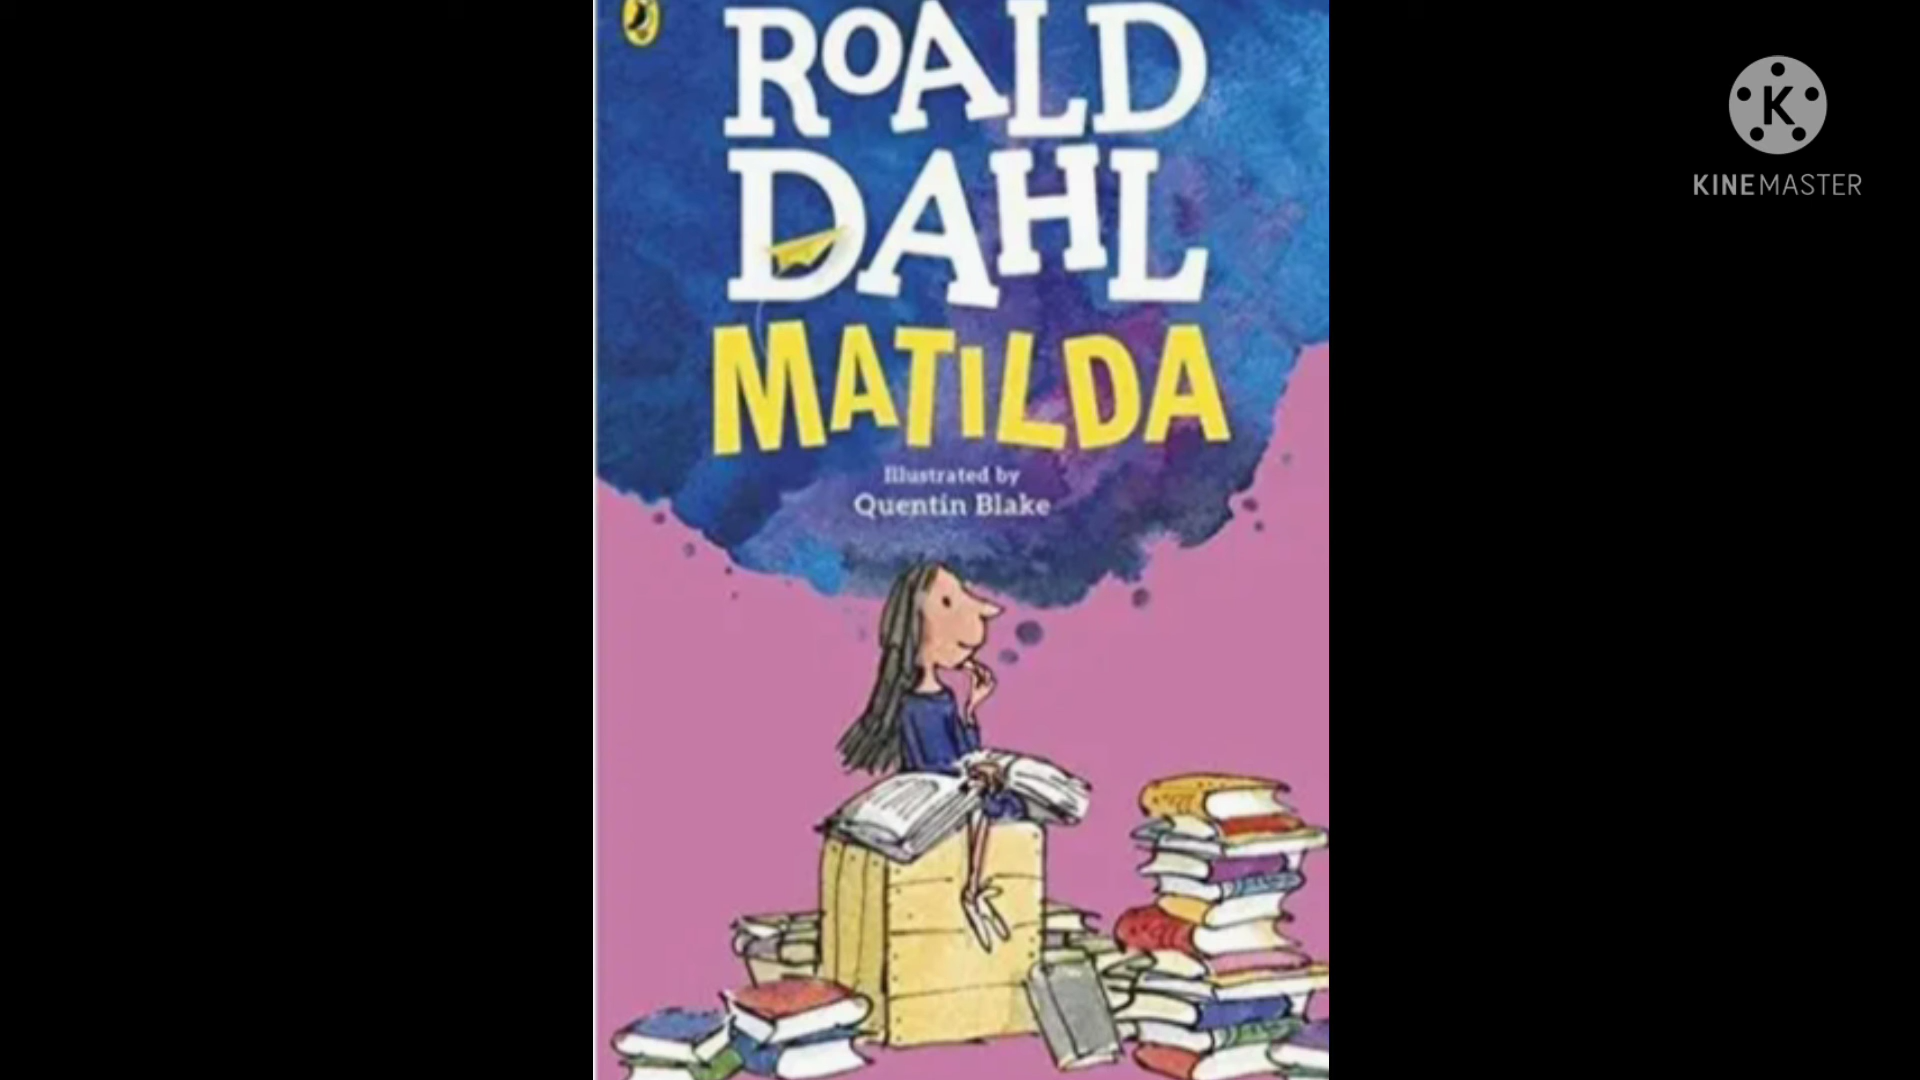 ROALD
DAHL
MATILDA
Illustrated by
Quentin Blake
K
KINEMASTER